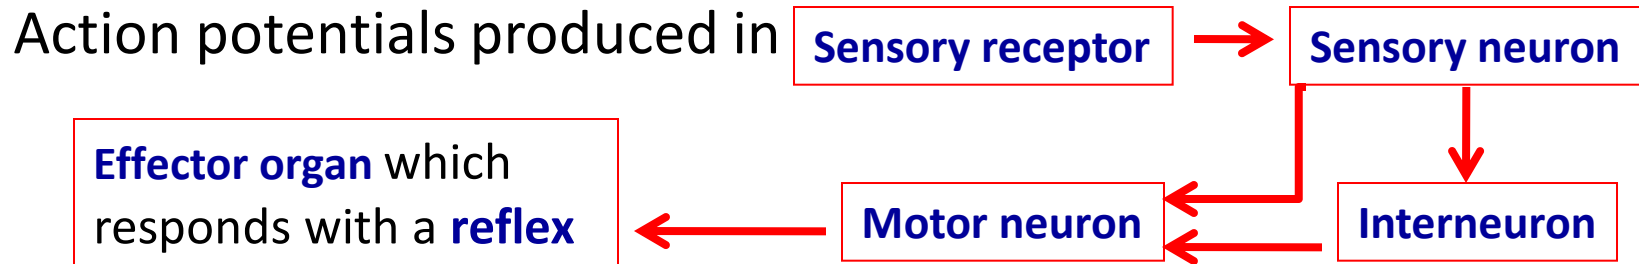 Action potentials produced in Sensory receptor Sensory neuron
Effector organ which
responds with a reflex
Motor neuron
Interneuron